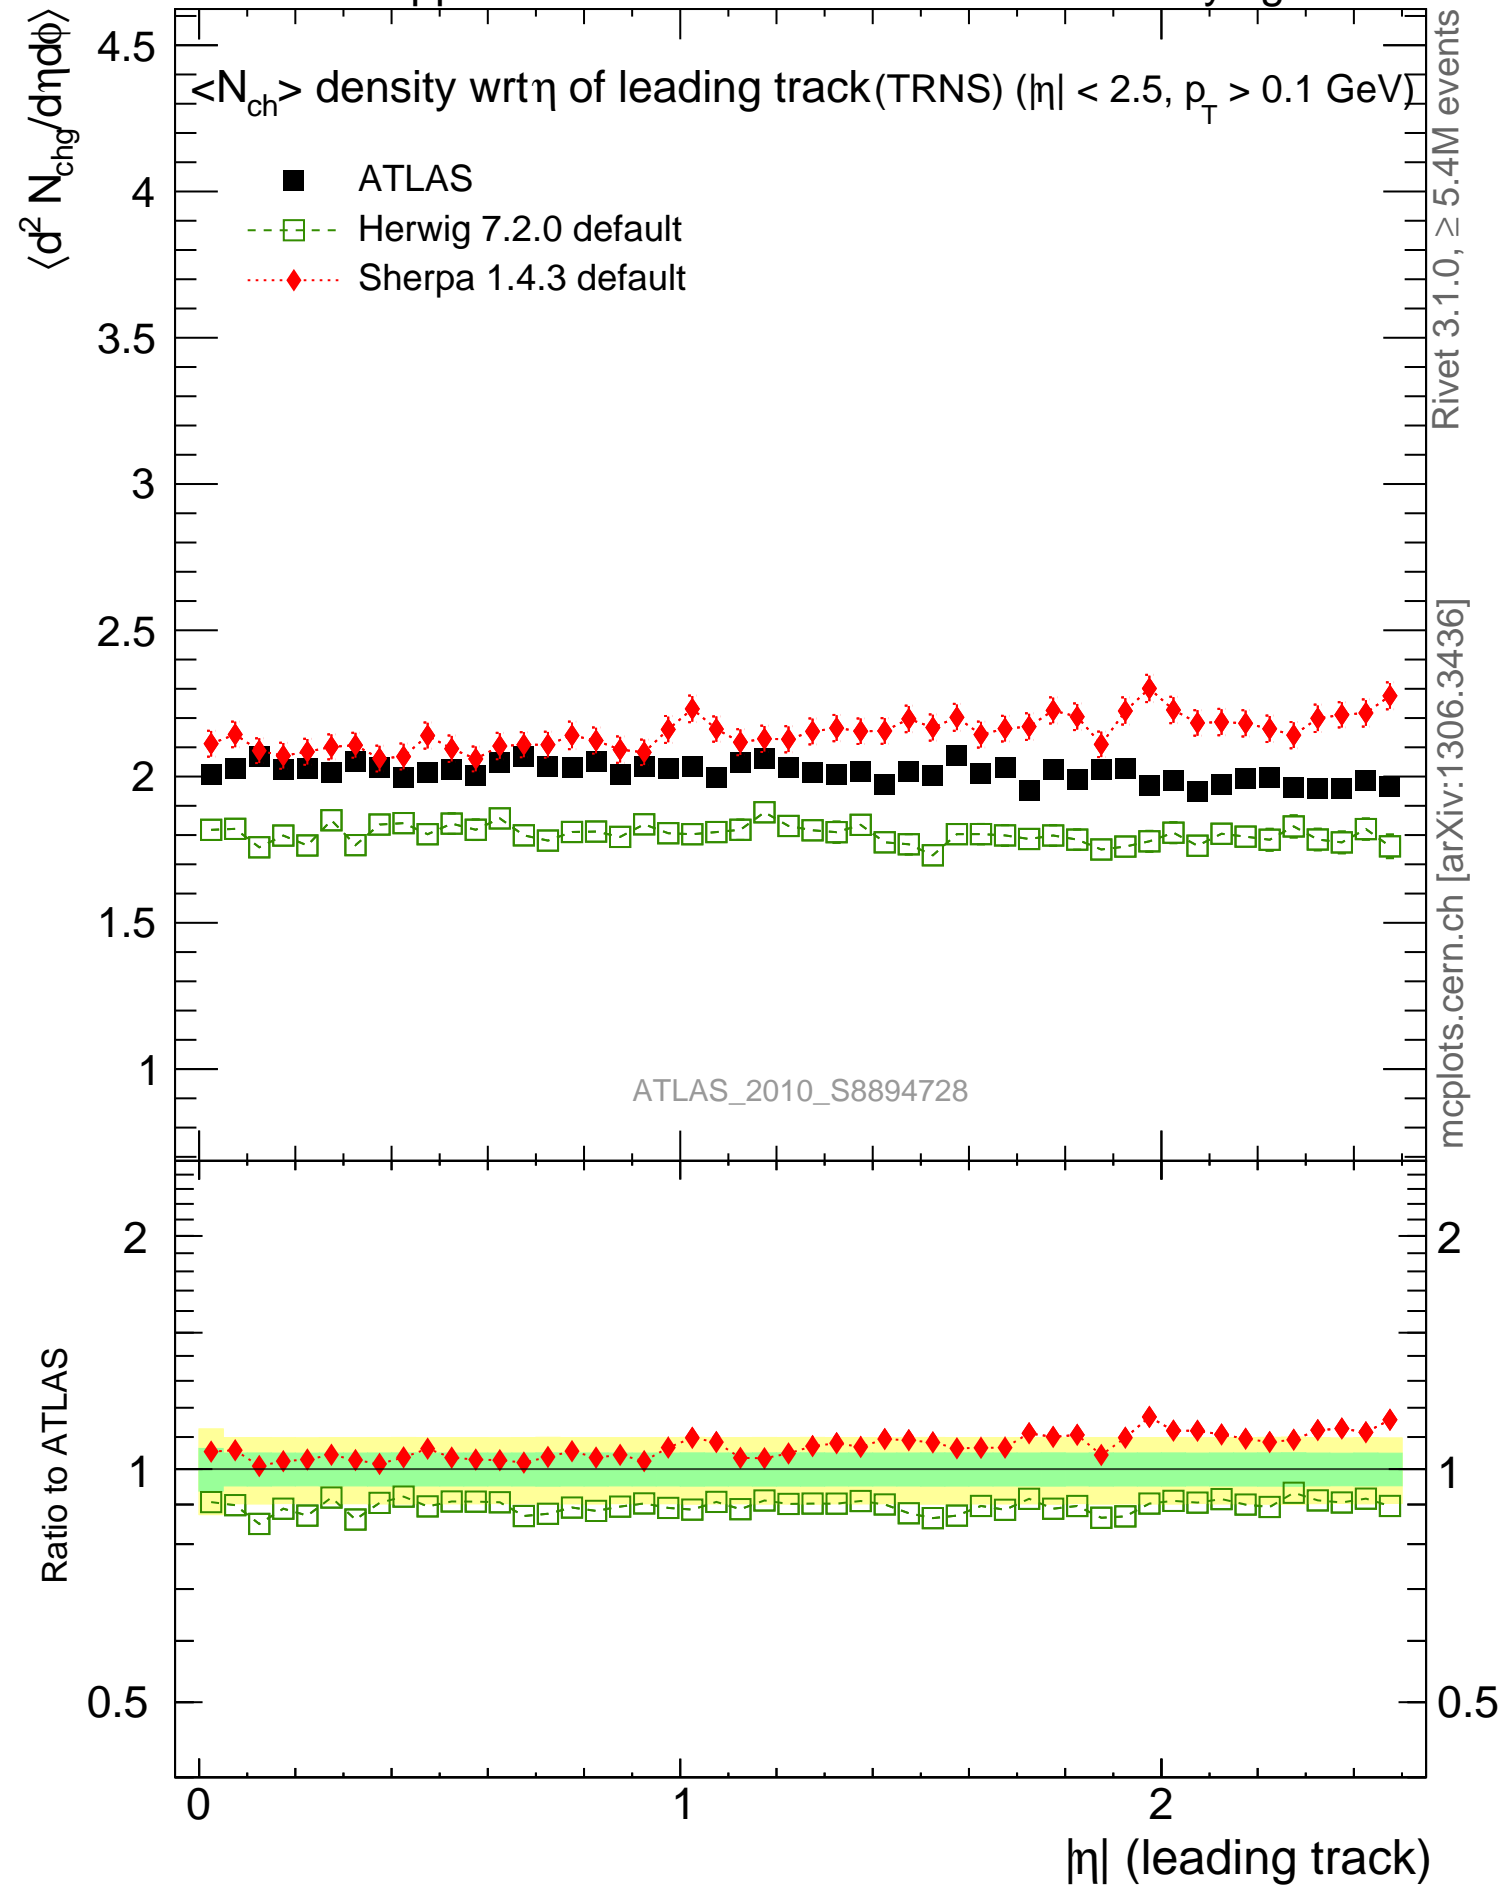 <N_ch> density wrt η of leading track (TRNS) (|η| < 2.5, p_T > 0.1 GeV)
⟨d² N_chg/dηdϕ⟩
4.5
4
3.5
3
2.5
2
1.5
1
ATLAS
Herwig 7.2.0 default
Sherpa 1.4.3 default
ATLAS_2010_S8894728
Rivet 3.1.0, ≥ 5.4M events
mcplots.cern.ch [arXiv:1306.3436]
Ratio to ATLAS
2
1
0.5
2
1
0.5
0
1
2
|η| (leading track)